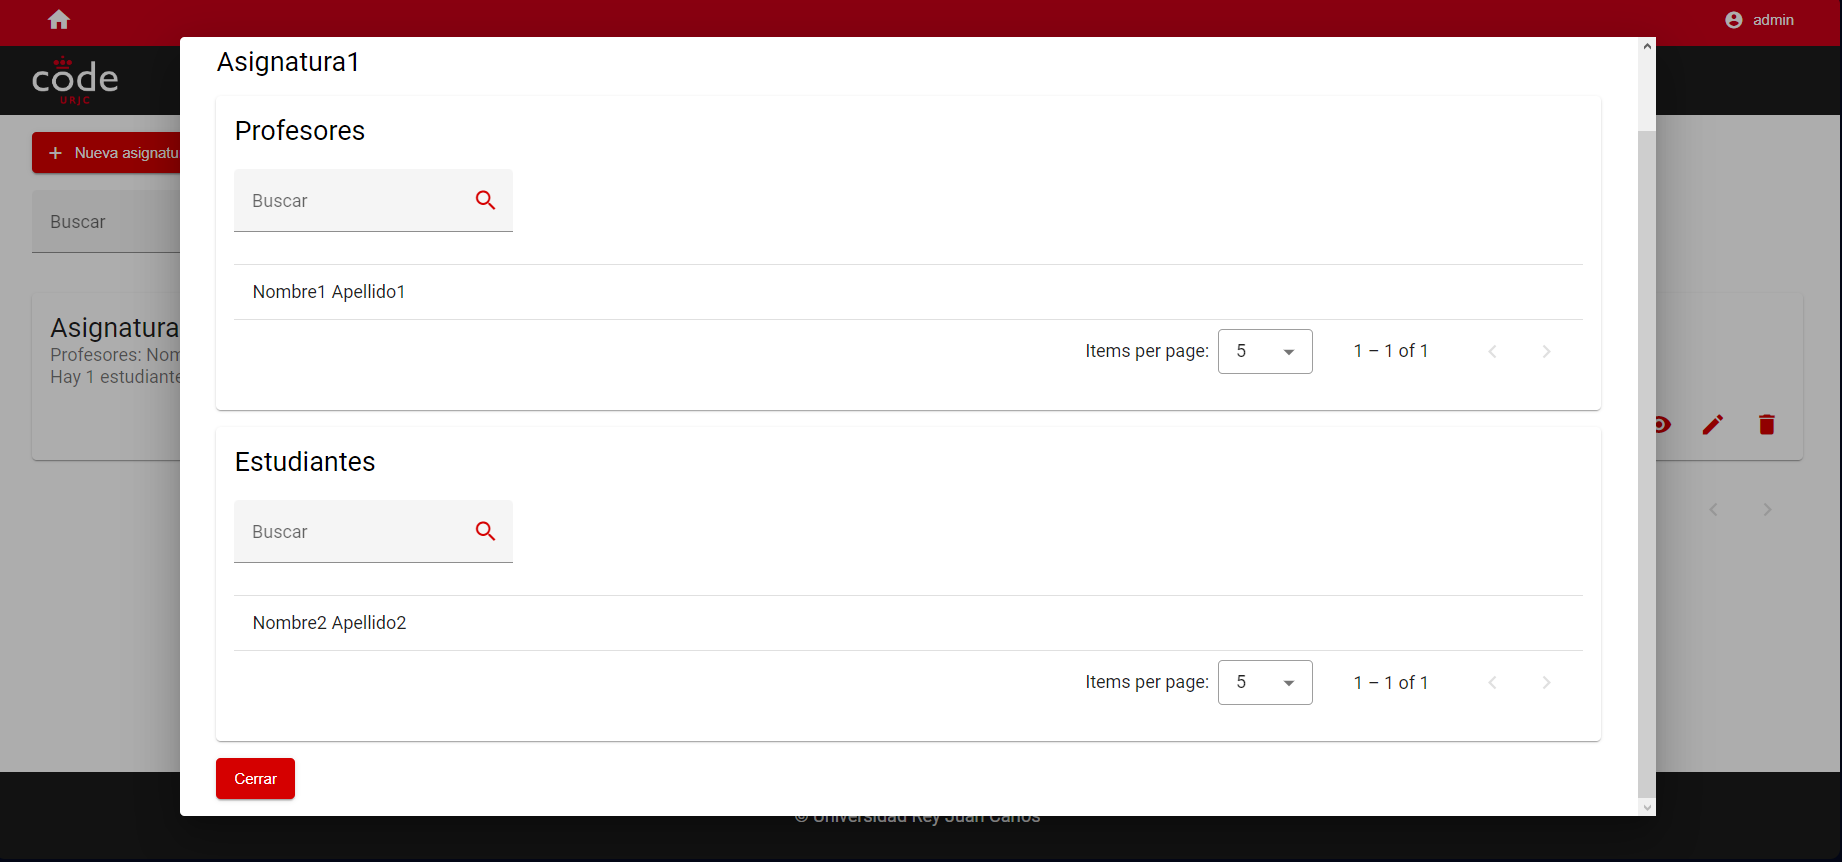 admin
code
URJC
Nueva asignatu
Buscar
Asignatura
Profesores: Nom
Hay 1 estudiante
Asignatura1
Profesores
Buscar
Nombre1 Apellido1
Items per page: 5 1 – 1 of 1
Estudiantes
Buscar
Nombre2 Apellido2
Items per page: 5 1 – 1 of 1
Cerrar
© Universidad Rey Juan Carlos